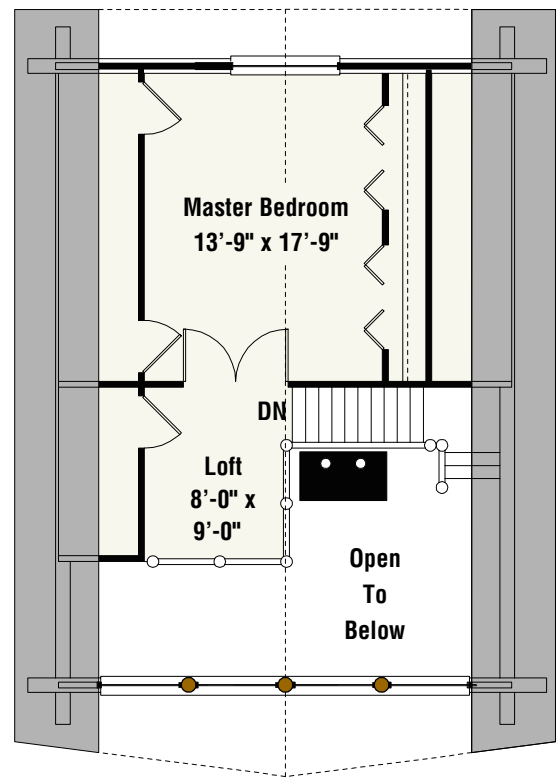 Master Bedroom
13’-9" x 17’-9"
DN
Loft
8’-0" x
9’-0"
Open
To
Below